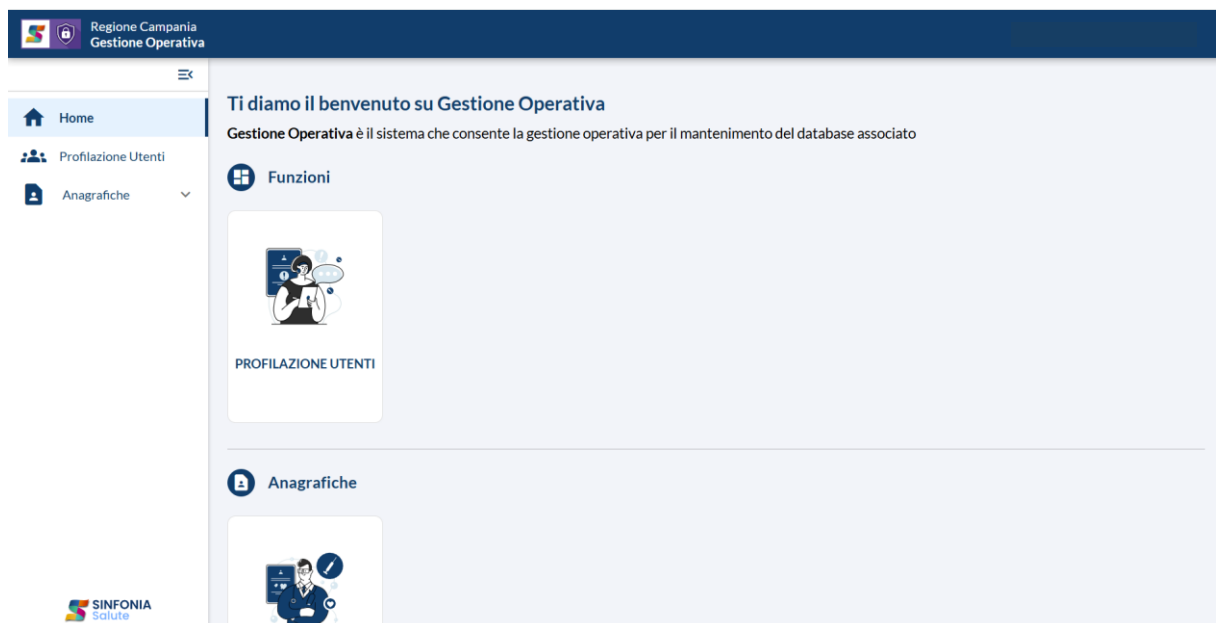 Regione Campania
Gestione Operativa
Home
Profilazione Utenti
Anagrafiche
Ti diamo il benvenuto su Gestione Operativa
Gestione Operativa è il sistema che consente la gestione operativa per il mantenimento del database associato
Funzioni
PROFILAZIONE UTENTI
Anagrafiche
SINFONIA
Salute